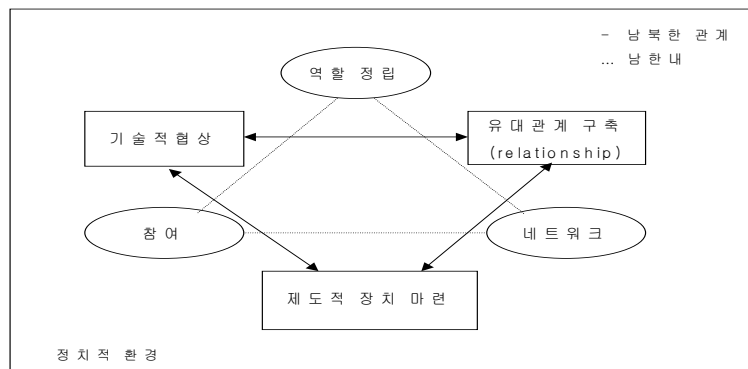 - 남북한 관계
... 남한내
역할 정립
기술적협상
유대관계 구축
(relationship)
참여
네트워크
제도적 장치 마련
정치적 환경